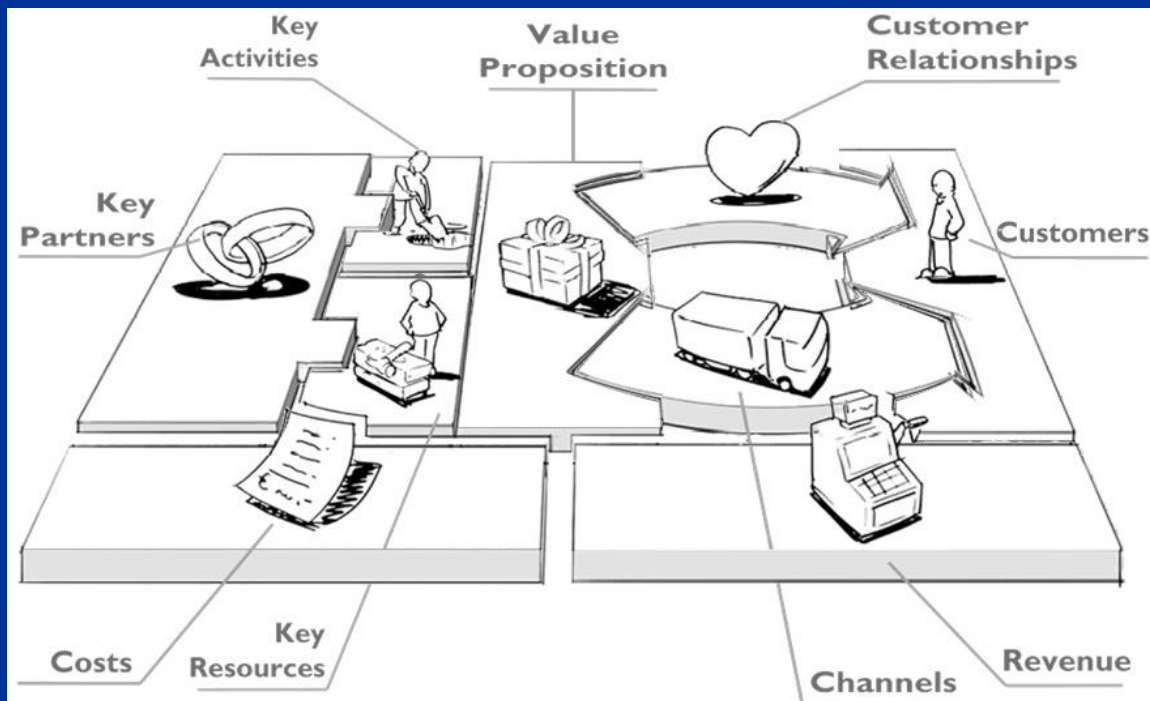 Key
Activities
Value
Proposition
Customer
Relationships
Key
Partners
Customers
Costs
Key
Resources
Channels
Revenue